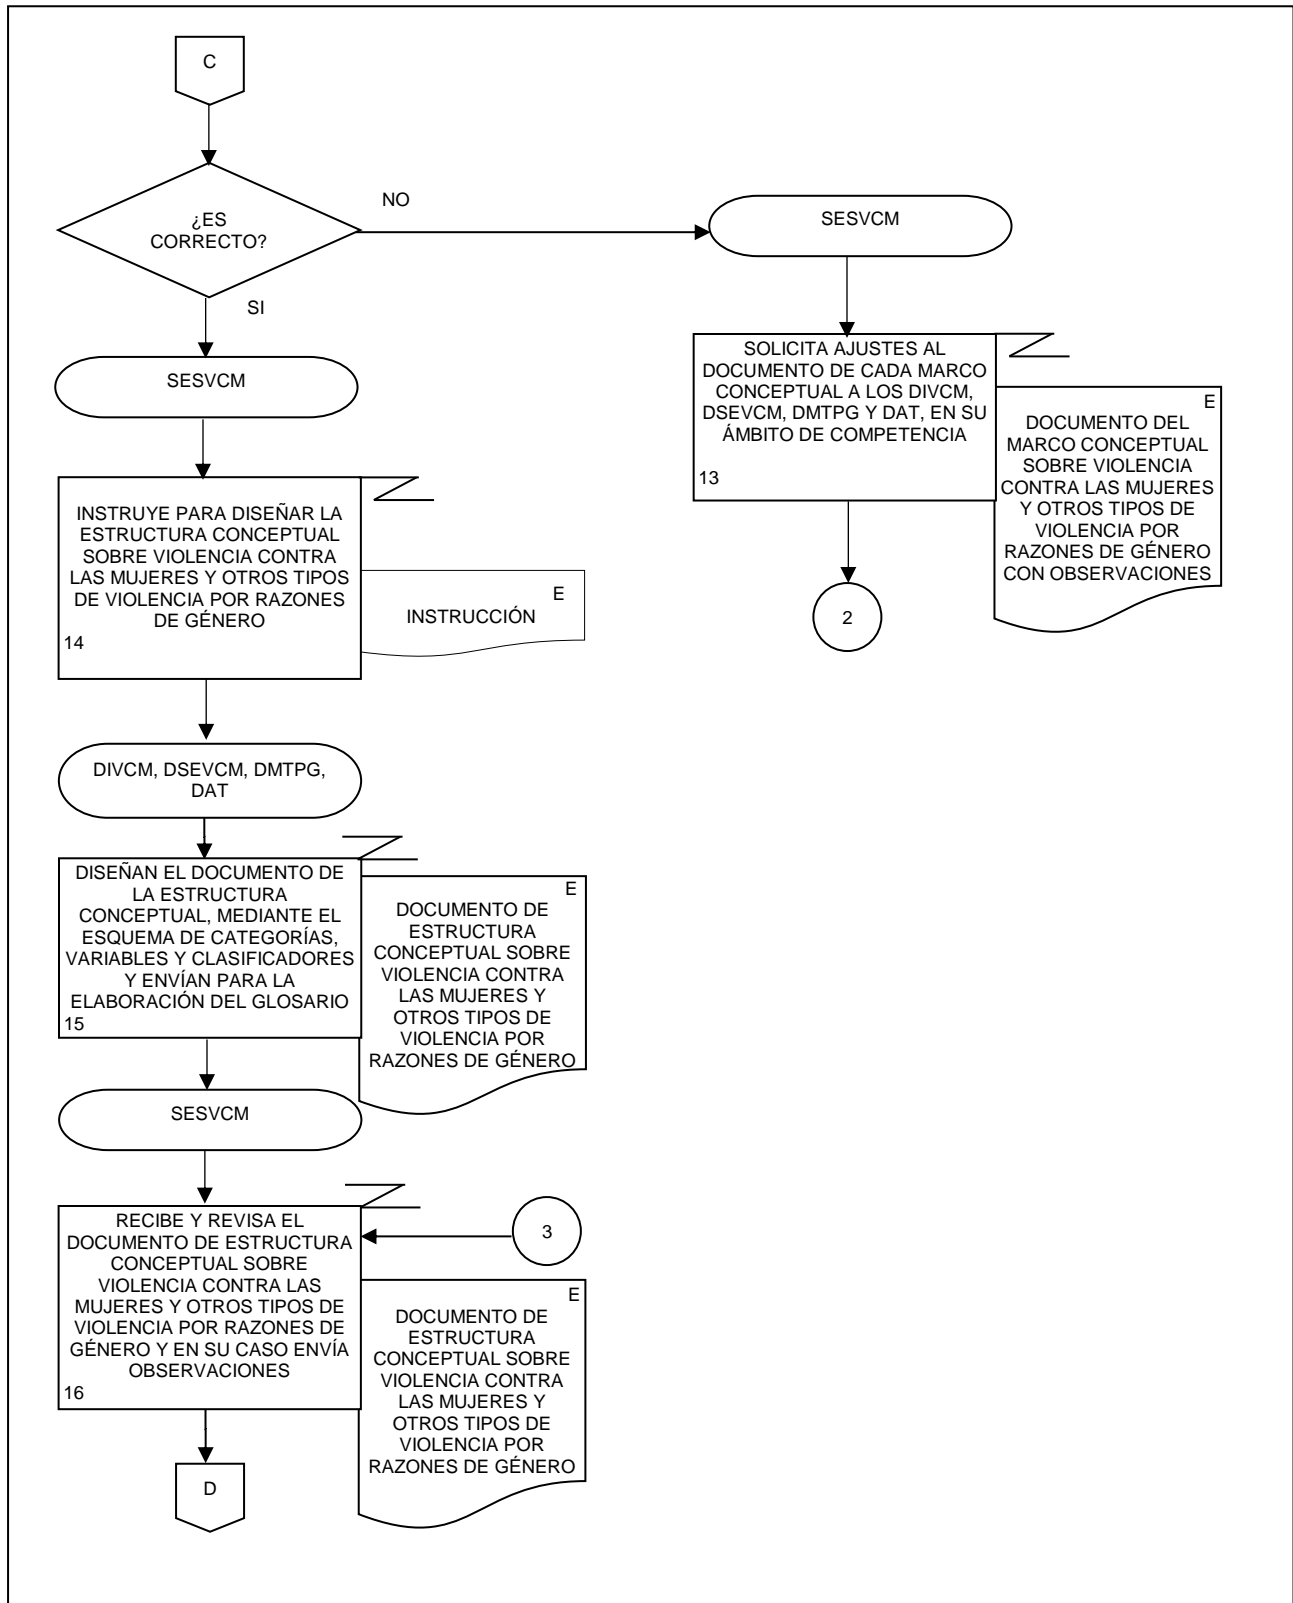 C
¿ES
CORRECTO?
NO
SI
SESVCM
SOLICITA AJUSTES AL
DOCUMENTO DE CADA MARCO
CONCEPTUAL A LOS DIVCM,
DSEVCM, DMTPG Y DAT, EN SU
ÁMBITO DE COMPETENCIA
13
E
DOCUMENTO DEL
MARCO CONCEPTUAL
SOBRE VIOLENCIA
CONTRA LAS MUJERES
Y OTROS TIPOS DE
VIOLENCIA POR
RAZONES DE GÉNERO
CON OBSERVACIONES
2
SESVCM
INSTRUYE PARA DISEÑAR LA
ESTRUCTURA CONCEPTUAL
SOBRE VIOLENCIA CONTRA
LAS MUJERES Y OTROS TIPOS
DE VIOLENCIA POR RAZONES
DE GÉNERO
14
E
INSTRUCCIÓN
DIVCM, DSEVCM, DMTPG,
DAT
DISEÑAN EL DOCUMENTO DE
LA ESTRUCTURA
CONCEPTUAL, MEDIANTE EL
ESQUEMA DE CATEGORÍAS,
VARIABLES Y CLASIFICADORES
Y ENVÍAN PARA LA
ELABORACIÓN DEL GLOSARIO
15
E
DOCUMENTO DE
ESTRUCTURA
CONCEPTUAL SOBRE
VIOLENCIA CONTRA
LAS MUJERES Y
OTROS TIPOS DE
VIOLENCIA POR
RAZONES DE GÉNERO
SESVCM
RECIBE Y REVISA EL
DOCUMENTO DE ESTRUCTURA
CONCEPTUAL SOBRE
VIOLENCIA CONTRA LAS
MUJERES Y OTROS TIPOS DE
VIOLENCIA POR RAZONES DE
GÉNERO Y EN SU CASO ENVÍA
OBSERVACIONES
16
3
E
DOCUMENTO DE
ESTRUCTURA
CONCEPTUAL SOBRE
VIOLENCIA CONTRA
LAS MUJERES Y
OTROS TIPOS DE
VIOLENCIA POR
RAZONES DE GÉNERO
D